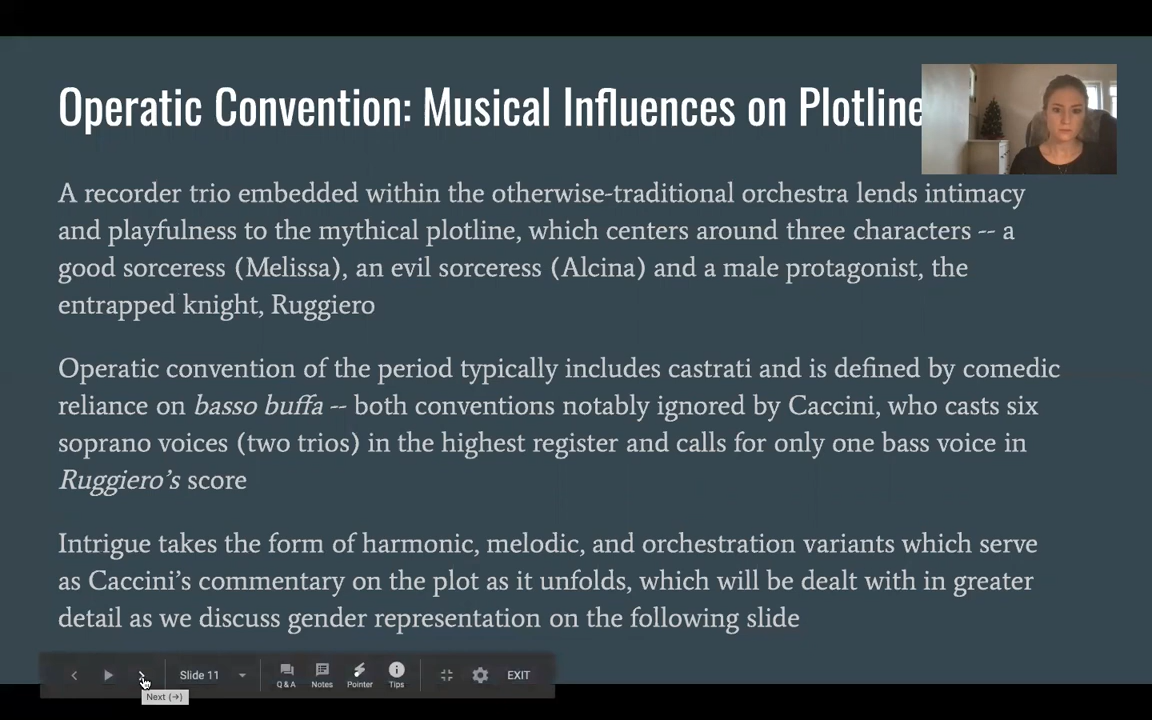 Operatic Convention: Musical Influences on Plotline
A recorder trio embedded within the otherwise-traditional orchestra lends intimacy
and playfulness to the mythical plotline, which centers around three characters -- a
good sorceress (Melissa), an evil sorceress (Alcina) and a male protagonist, the
entrapped knight, Ruggiero
Operatic convention of the period typically includes castrati and is defined by comedic
reliance on basso buffa -- both conventions notably ignored by Caccini, who casts six
soprano voices (two trios) in the highest register and calls for only one bass voice in
Ruggiero's score
Intrigue takes the form of harmonic, melodic, and orchestration variants which serve
as Caccini's commentary on the plot as it unfolds, which will be dealt with in greater
detail as we discuss gender representation on the following slide
Slide 11
Q & A
Notes
Pointer
Tips
EXIT
Next (→)